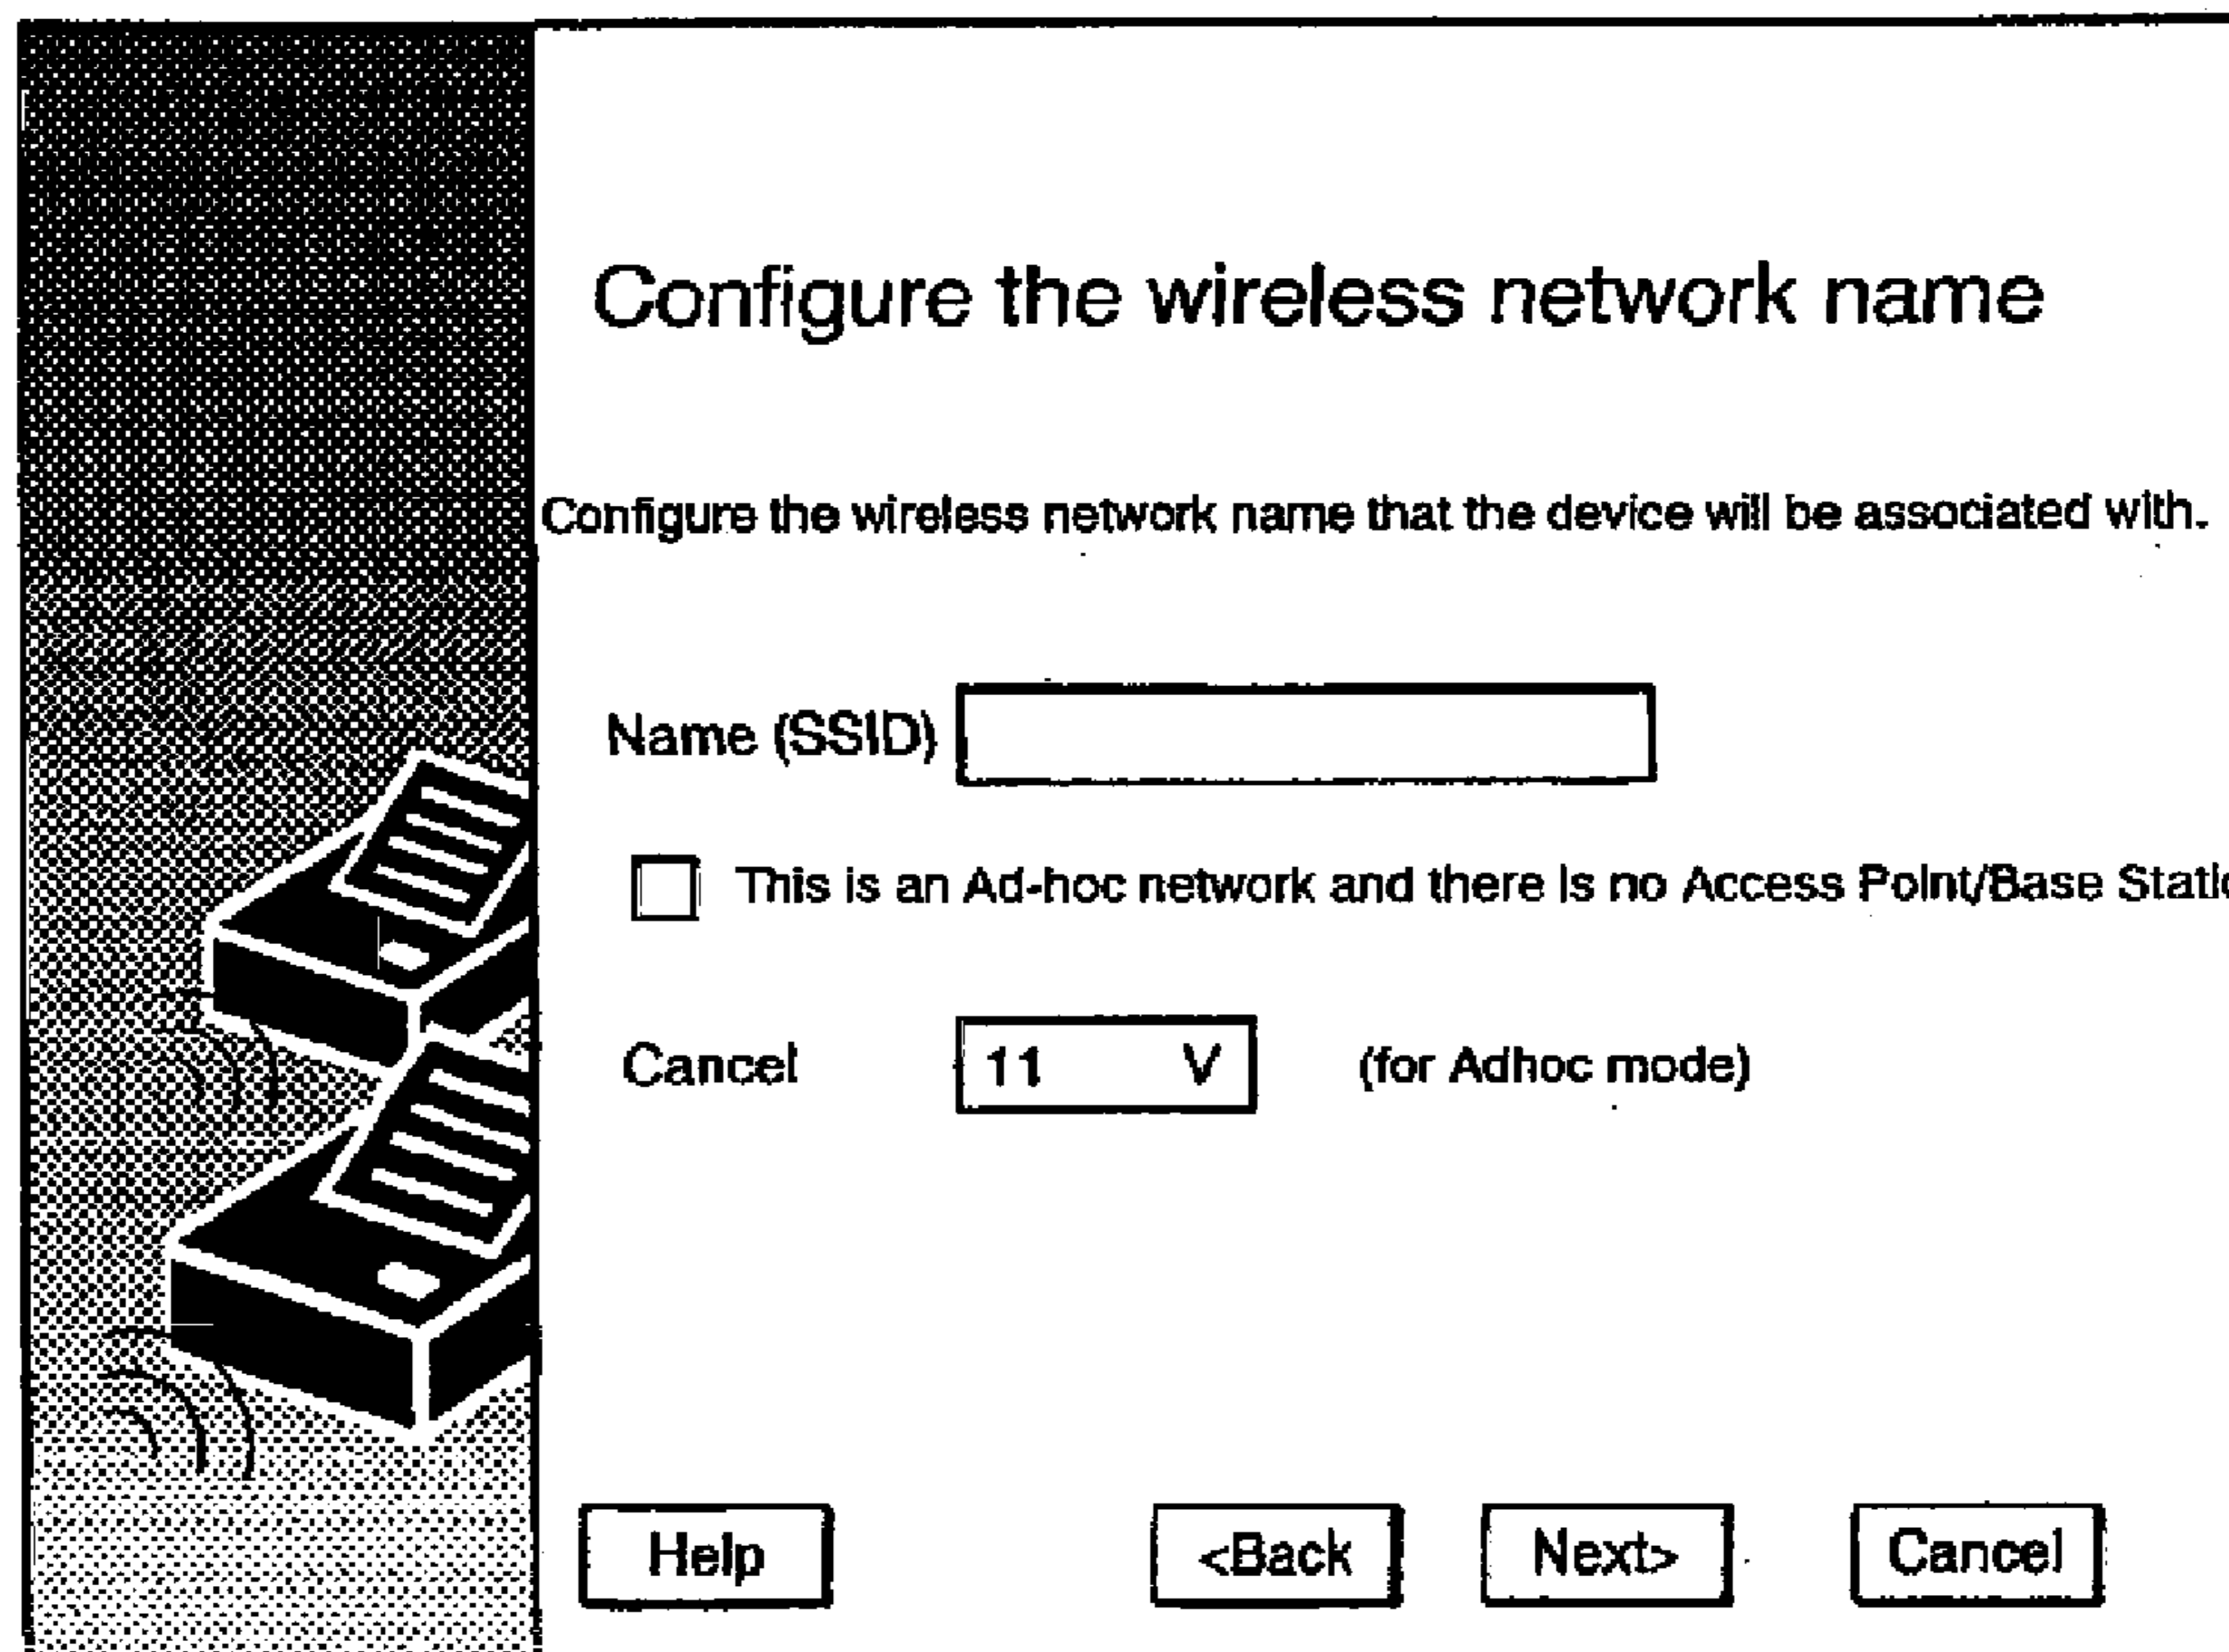 Configure the wireless network name
Configure the wireless network name that the device will be associated with.
Name (SSID)
This is an Ad-hoc network and there is no Access Point/Base
Cancel 11 V (for Adhoc mode)
Help <Back Next> Cancel